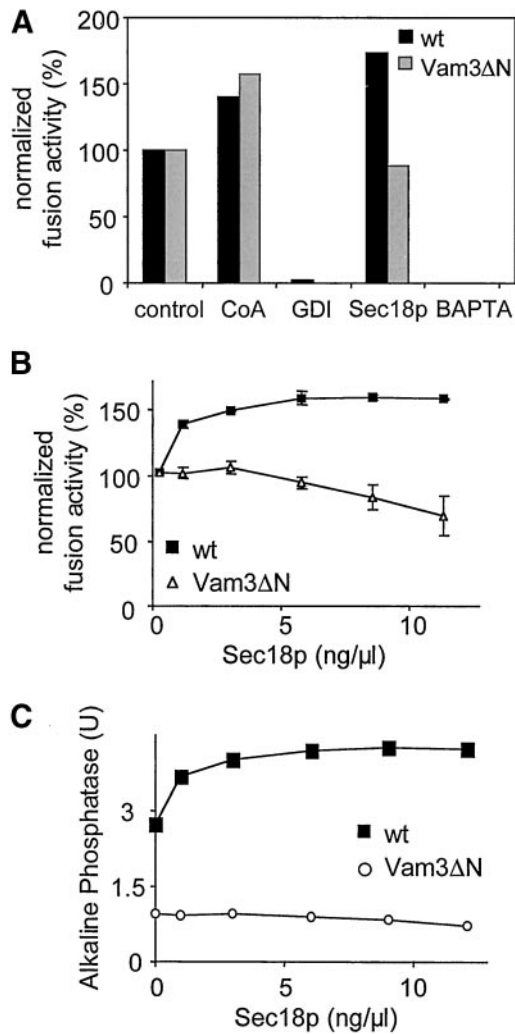 A
normalized
fusion activity (%)
200
150
100
50
0
wt
Vam3ΔN
control CoA GDI Sec18p BAPTA
B
normalized
fusion activity (%)
150
100
50
0
wt
Vam3ΔN
0 5 10
Sec18p (ng/µl)
C
Alkaline Phosphatase (U)
3
1.5
0
wt
Vam3ΔN
0 5 10
Sec18p (ng/µl)